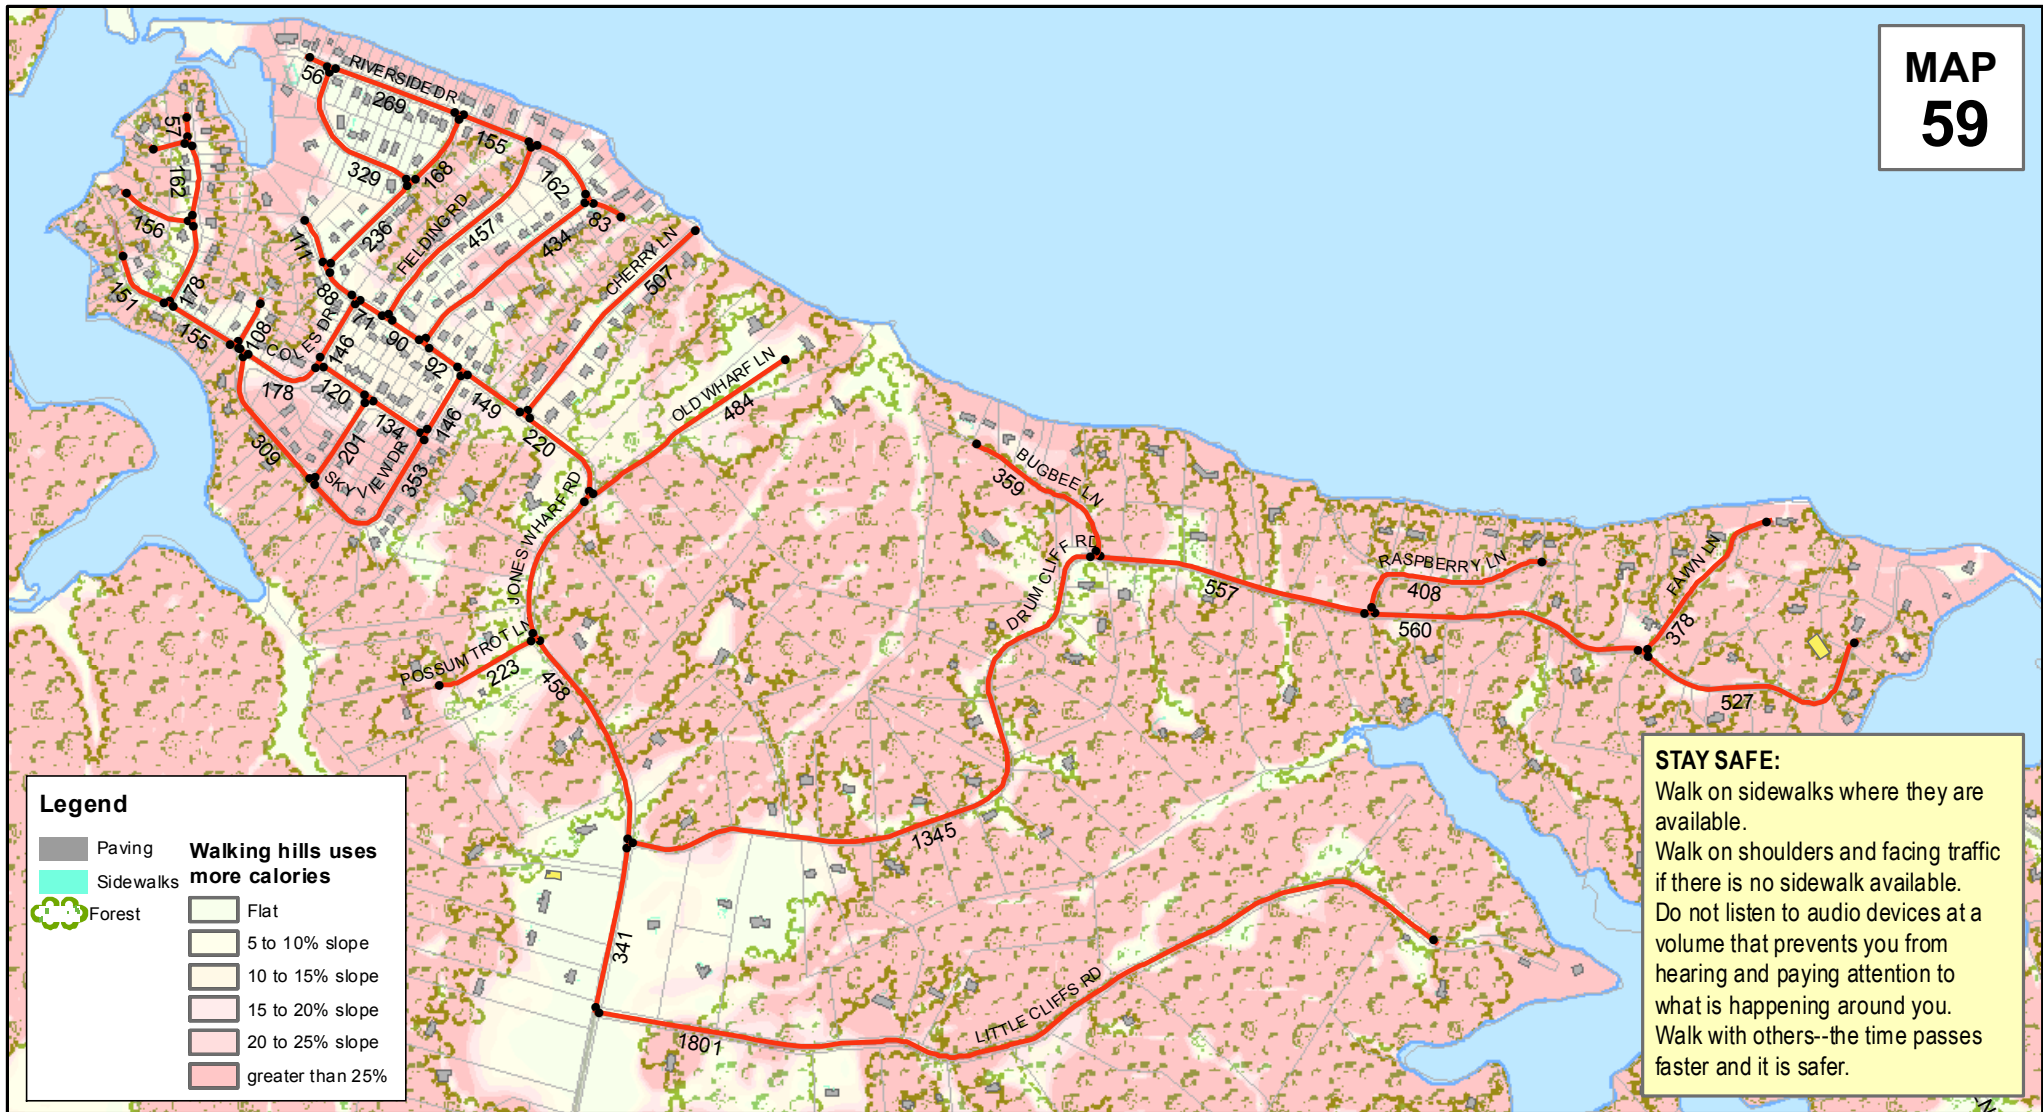 MAP
59
RIVERSIDE DR
56
269
155
329
168
162
83
57
162
156
151
178
155
108
111
236
FIELDING RD
457
434
CHERRY LN
507
88
71
90
92
COLES DR
146
178
120
134
146
149
220
309
201
SKYVIEW DR
353
OLD WHARF LN
484
JONES WHARF RD
POSSUM TROT LN
223
458
BUGBEE LN
359
DRUM CLIFF RD
557
RASPBERRY LN
408
560
FAWN LN
378
527
1345
341
LITTLE CLIFFS RD
1801
Legend
Paving
Sidewalks
Forest
Walking hills uses
more calories
Flat
5 to 10% slope
10 to 15% slope
15 to 20% slope
20 to 25% slope
greater than 25%
STAY SAFE:
Walk on sidewalks where they are
available.
Walk on shoulders and facing traffic
if there is no sidewalk available.
Do not listen to audio devices at a
volume that prevents you from
hearing and paying attention to
what is happening around you.
Walk with others--the time passes
faster and it is safer.